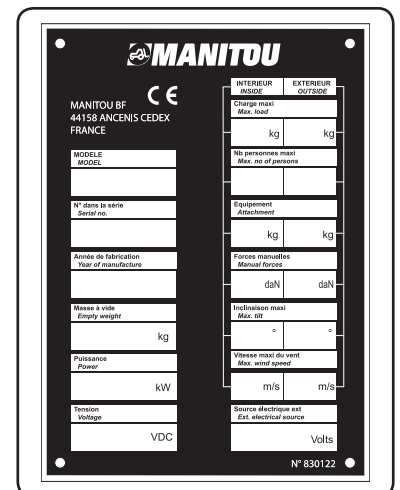 MANITOU
CE
MANITOU BF
44158 ANCENIS CEDEX
FRANCE
MODELE
MODEL
N° dans la série
Serial no.
Année de fabrication
Year of manufacture
Masse à vide
Empty weight
kg
Puissance
Power
kW
Tension
Voltage
VDC
INTERIEUR EXTERIEUR
INSIDE OUTSIDE
Charge maxi
Max. load
kg kg
Nb personnes maxi
Max. no of persons
Equipement
Attachment
kg kg
Forces manuelles
Manual forces
daN daN
Inclinaison maxi
Max. tilt
° °
Vitesse maxi du vent
Max. wind speed
m/s m/s
Source électrique ext
Ext. electrical source
Volts
N° 830122